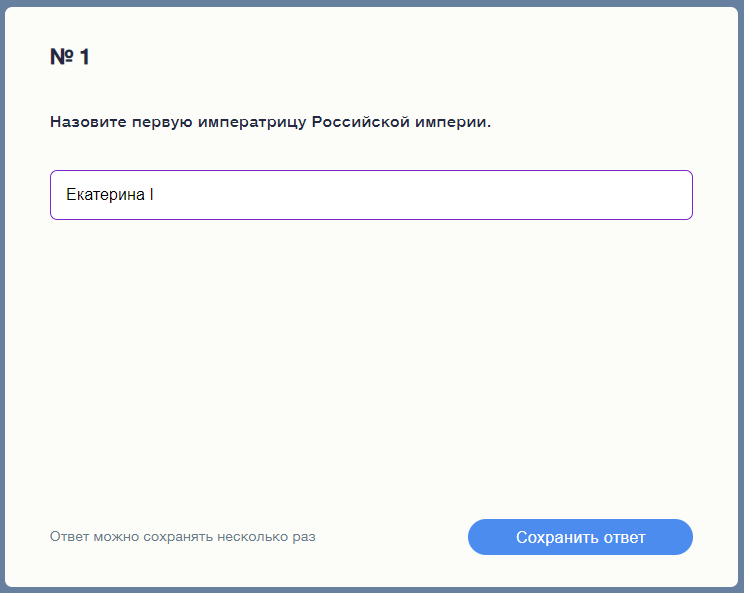 № 1
Назовите первую императрицу Российской империи.
Екатерина I
Ответ можно сохранять несколько раз
Сохранить ответ